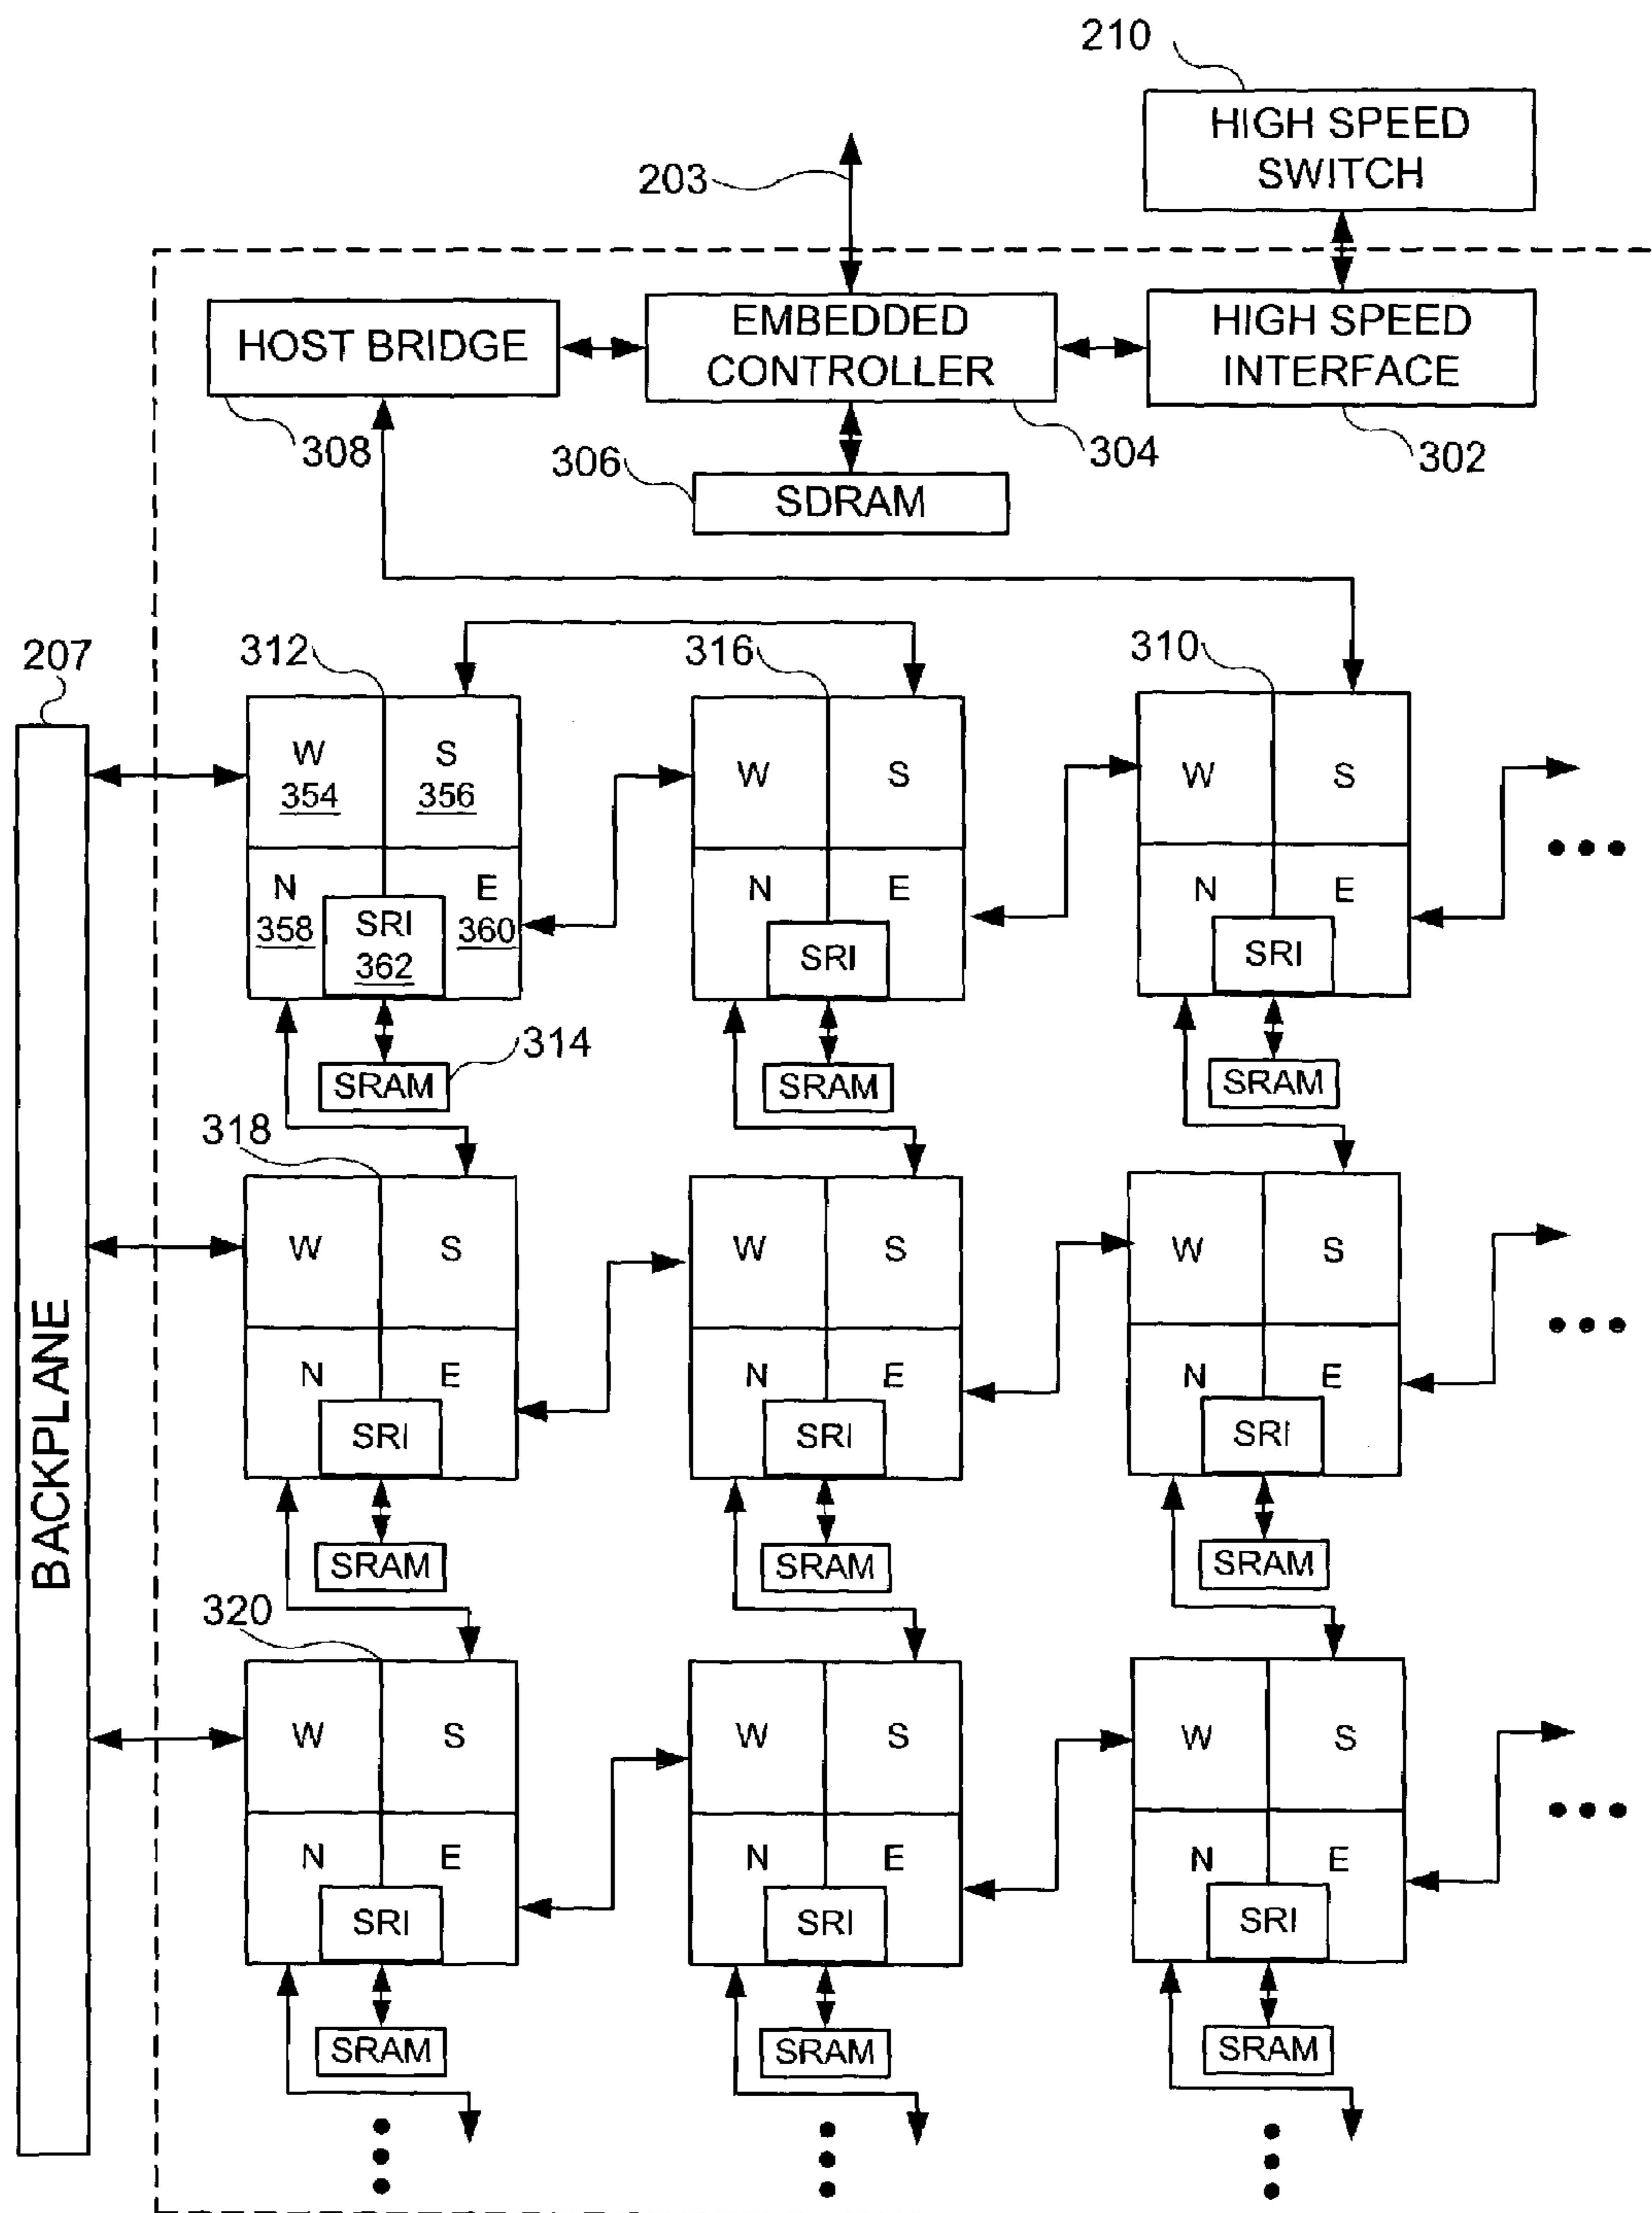 210
HIGH SPEED
SWITCH
203
HOST BRIDGE
EMBEDDED
CONTROLLER
HIGH SPEED
INTERFACE
308
306
304
302
SDRAM
207
312
316
310
W
354
S
356
W
S
W
S
N
358
E
360
SRI
362
N
E
SRI
N
E
SRI
314
SRAM
SRAM
SRAM
318
W
S
W
S
W
S
N
E
SRI
N
E
SRI
N
E
SRI
BACKPLANE
SRAM
SRAM
SRAM
320
W
S
W
S
W
S
N
E
SRI
N
E
SRI
N
E
SRI
SRAM
SRAM
SRAM